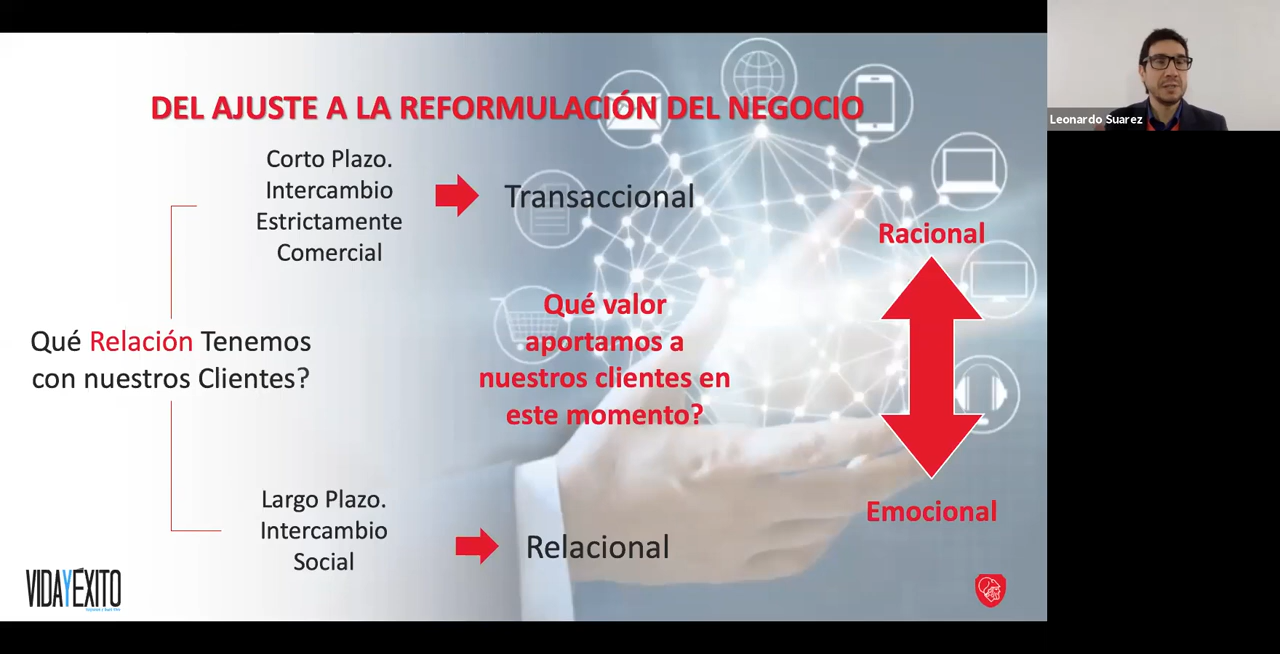 DEL AJUSTE A LA REFORMULACIÓN DEL NEGOCIO
Corto Plazo.
Intercambio
Estrictamente
Comercial
Transaccional
Racional
Qué valor
aportamos a
nuestros clientes en
este momento?
Qué Relación Tenemos
con nuestros Clientes?
Largo Plazo.
Intercambio
Social
Relacional
Emocional
VIDAYÉXITO
Leonardo Suarez